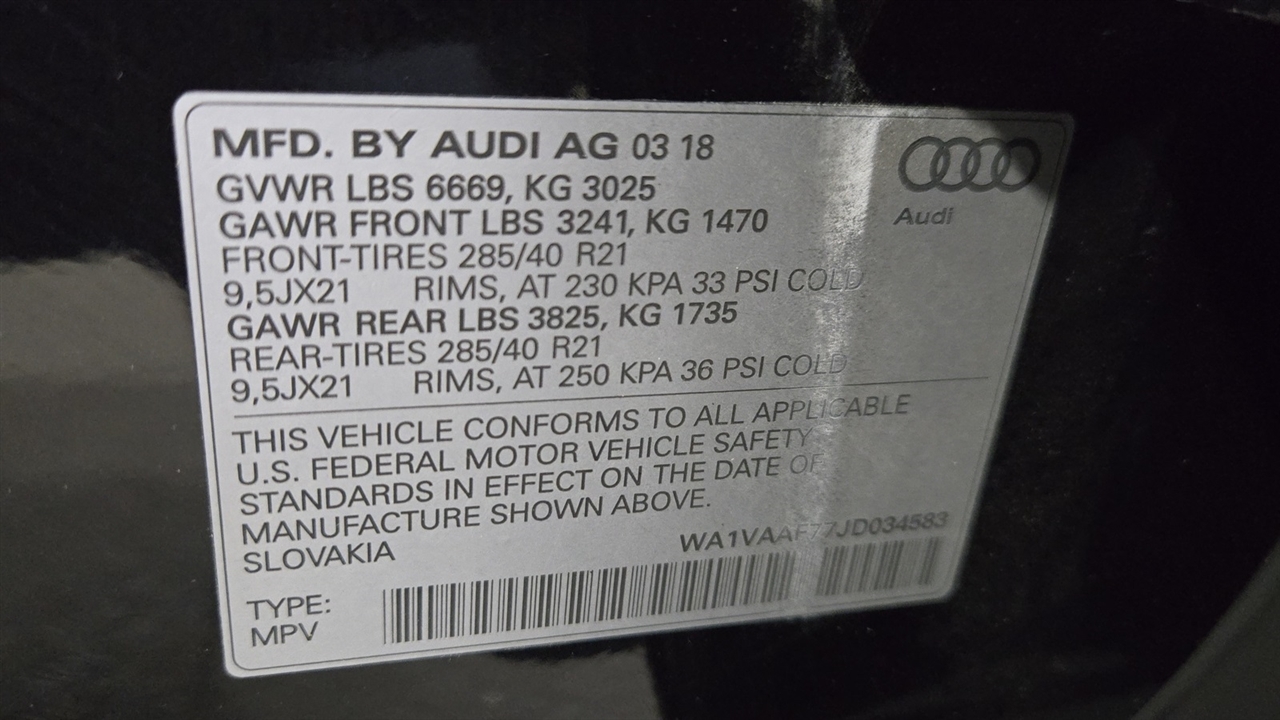 MFD. BY AUDI AG 03 18
GVWR LBS 6669, KG 3025
GAWR FRONT LBS 3241, KG 1470
FRONT-TIRES 285/40 R21
9,5JX21 RIMS, AT 230 KPA 33 PSI COLD
GAWR REAR LBS 3825, KG 1735
REAR-TIRES 285/40 R21
9,5JX21 RIMS, AT 250 KPA 36 PSI COLD
Audi
THIS VEHICLE CONFORMS TO ALL APPLICABLE
U.S. FEDERAL MOTOR VEHICLE SAFETY
STANDARDS IN EFFECT ON THE DATE OF
MANUFACTURE SHOWN ABOVE.
SLOVAKIA
WA1VAAF77JD034583
TYPE:
MPV